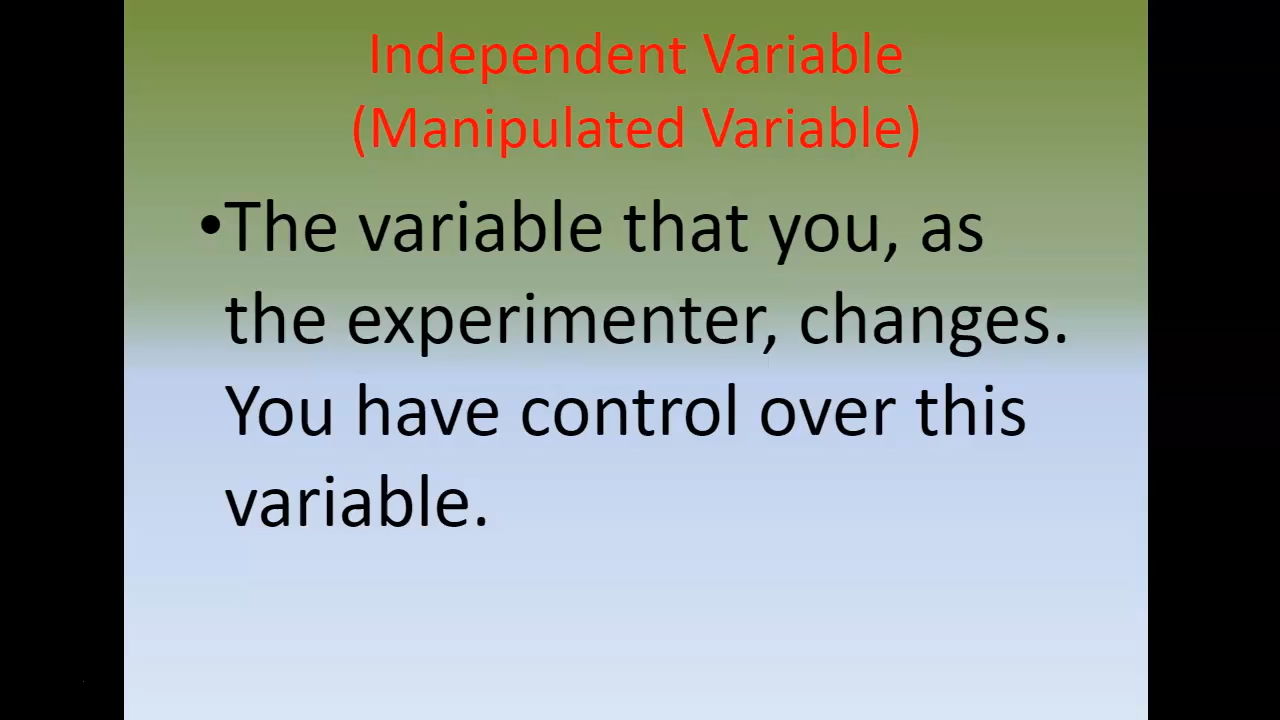 Independent Variable
(Manipulated Variable)
•The variable that you, as
the experimenter, changes.
You have control over this
variable.